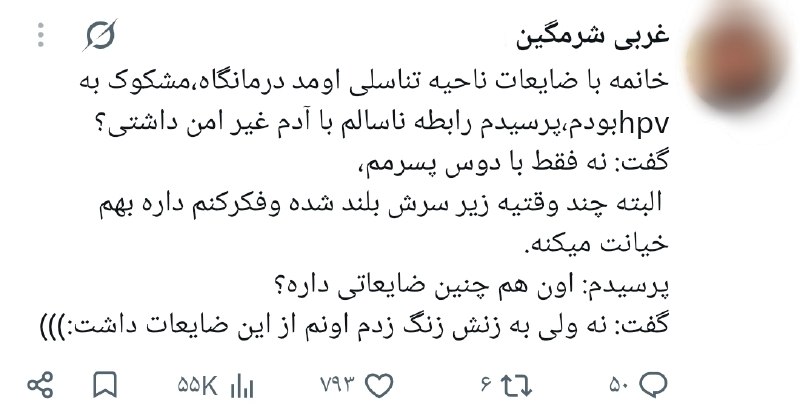 غربی شرمگین
خانمه با ضایعات ناحیه تناسلی اومد درمانگاه،مشکوک به
hpvبودم،پرسیدم رابطه ناسالم با آدم غیر امن داشتی؟
گفت: نه فقط با دوس پسرمم،
البته چند وقتیه زیر سرش بلند شده وفکرکنم داره بهم
خیانت میکنه.
پرسیدم: اون هم چنین ضایعاتی داره؟
گفت: نه ولی به زنش زنگ زدم اونم از این ضایعات داشت:)))
۵۰ ۶ ۷۹۳ ۵۵K